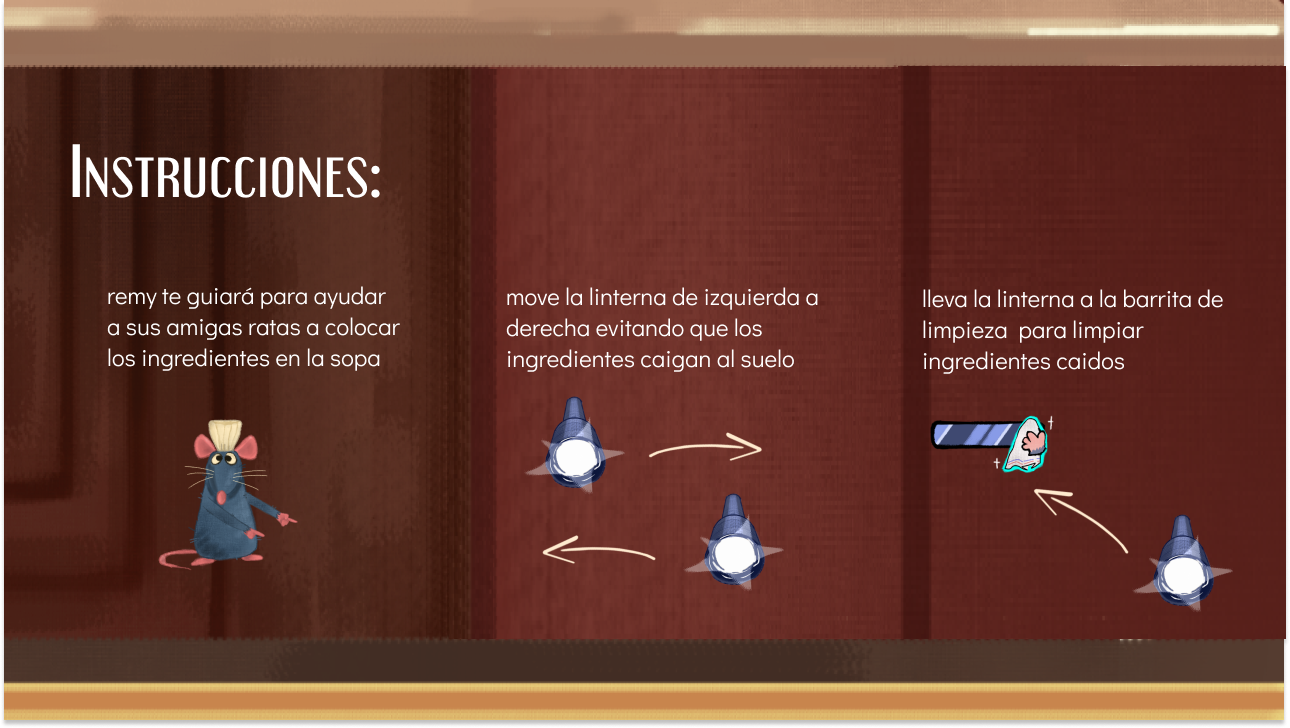 INSTRUCCIONES:
remy te guiará para ayudar
a sus amigas ratas a colocar
los ingredientes en la sopa
move la linterna de izquierda a
derecha evitando que los
ingredientes caigan al suelo
lleva la linterna a la barrita de
limpieza para limpiar
ingredientes caidos